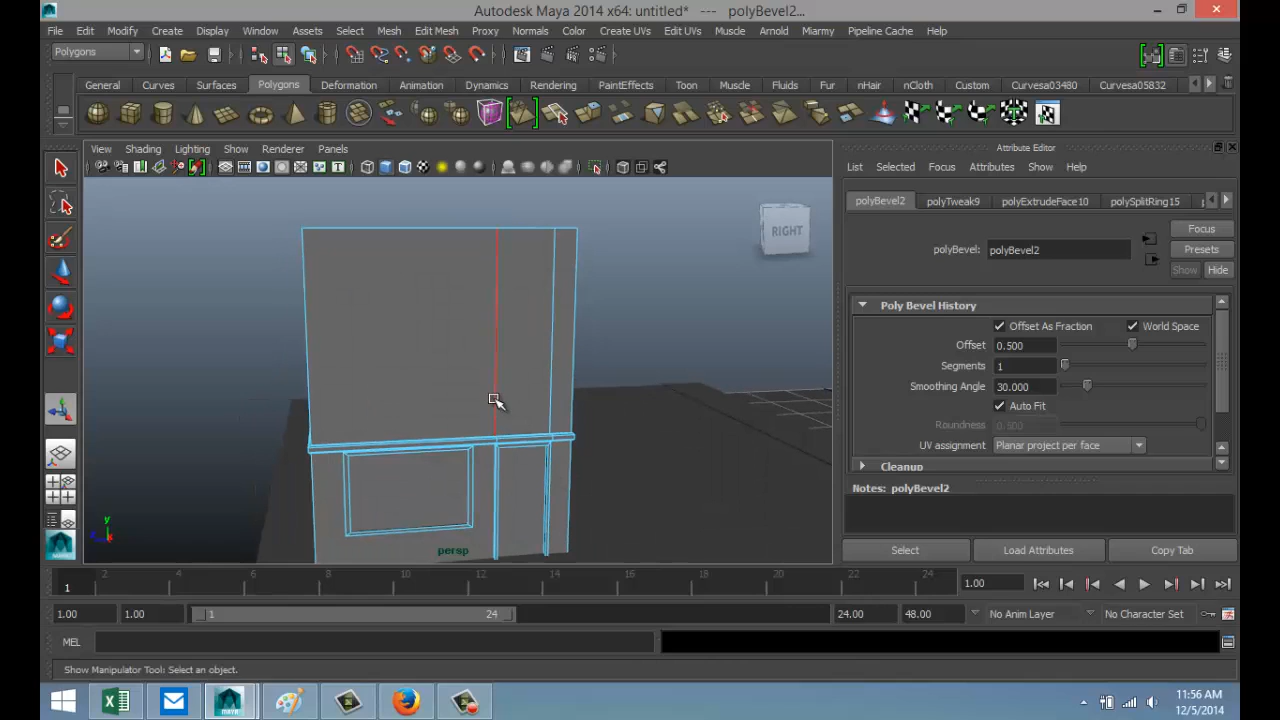 Autodesk Maya 2014 x64: untitled* --- polyBevel2...
File Edit Modify Create Display Window Assets Select Mesh Edit Mesh Proxy Normals Color Create UVs Edit UVs Muscle Arnold Marmy Pipeline Cache Help
Polygons
General Curves Surfaces Polygons Deformation Animation Dynamics Rendering PaintEffects Toon Muscle Fluids Fur nHair nCloth Custom Curvesa03480 Curvesa05832
View Shading Lighting Show Renderer Panels
Attribute Editor
List Selected Focus Attributes Show Help
polyBevel2 polyTweak9 polyExtrudeFace10 polySplitRing15
Focus
polyBevel: polyBevel2
Presets
Show Hide
RIGHT
Poly Bevel History
Offset As Fraction World Space
Offset 0.500
Segments 1
Smoothing Angle 30.000
Auto Fit
Roundness 0.500
UV assignment Planar project per face
Cleanup
Notes: polyBevel2
y
persp
Select Load Attributes Copy Tab
1 2 4 6 8 10 12 14 16 18 20 22 24 1.00
1.00 1.00 1 24 24.00 48.00 No Anim Layer No Character Set
MEL
Show Manipulator Tool: Select an object.
11:56 AM
12/5/2014